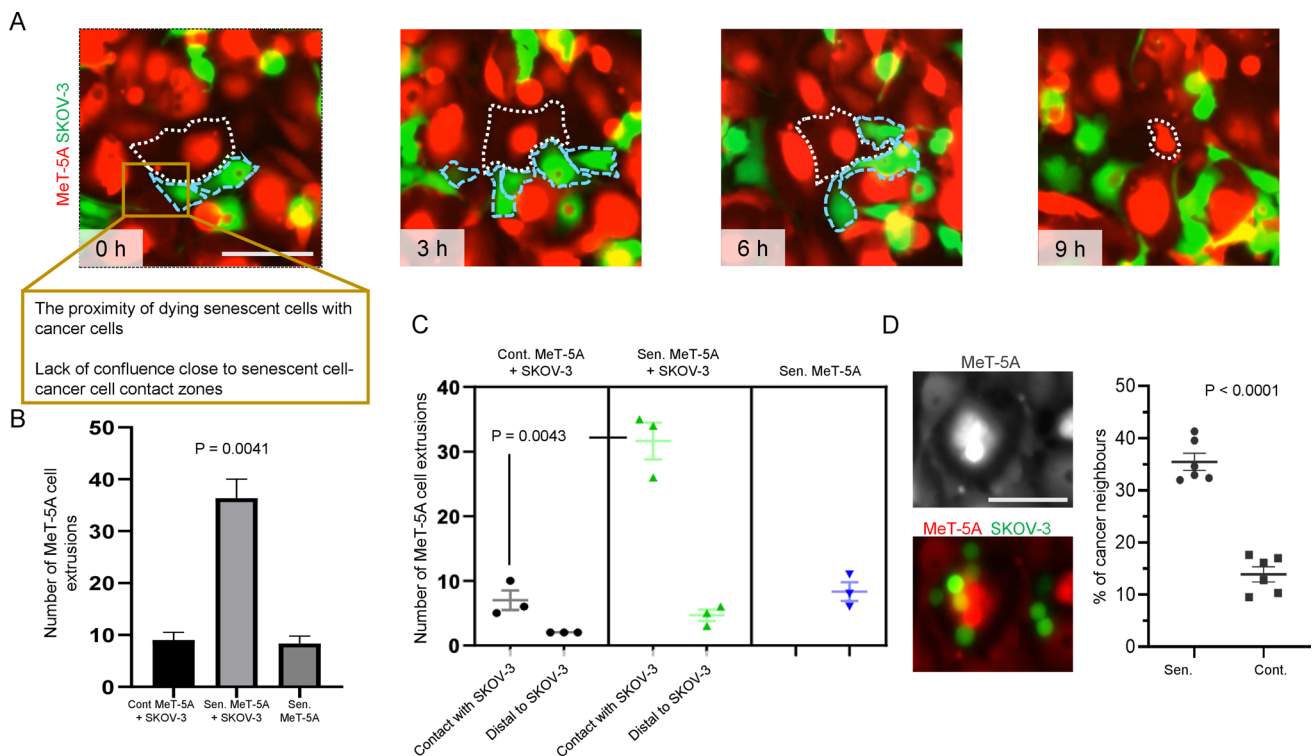 A
MeT-5A SKOV-3
0 h
3 h
6 h
9 h
The proximity of dying senescent cells with
cancer cells
Lack of confluence close to senescent cell-
cancer cell contact zones
B
Number of MeT-5A cell
extrusions
50
40
30
20
10
0
P = 0.0041
Cont MeT-5A
+ SKOV-3
Sen. MeT-5A
+ SKOV-3
Sen.
MeT-5A
C
Cont. MeT-5A
+ SKOV-3
Sen. MeT-5A
+ SKOV-3
Sen. MeT-5A
Number of MeT-5A cell extrusions
40
30
20
10
0
P = 0.0043
Contact with SKOV-3
Distal to SKOV-3
Contact with SKOV-3
Distal to SKOV-3
D
MeT-5A
MeT-5A SKOV-3
% of cancer neighbours
50
40
30
20
10
0
P < 0.0001
Sen.
Cont.